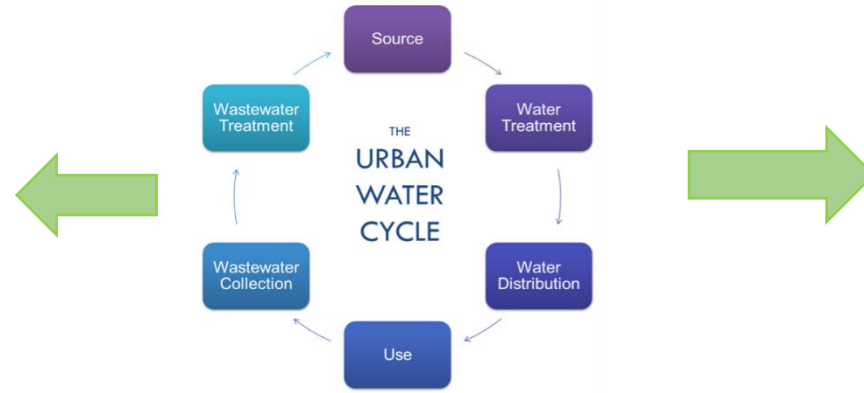 Source
Water
Treatment
Water
Distribution
Use
Wastewater
Collection
Wastewater
Treatment
THE
URBAN
WATER
CYCLE